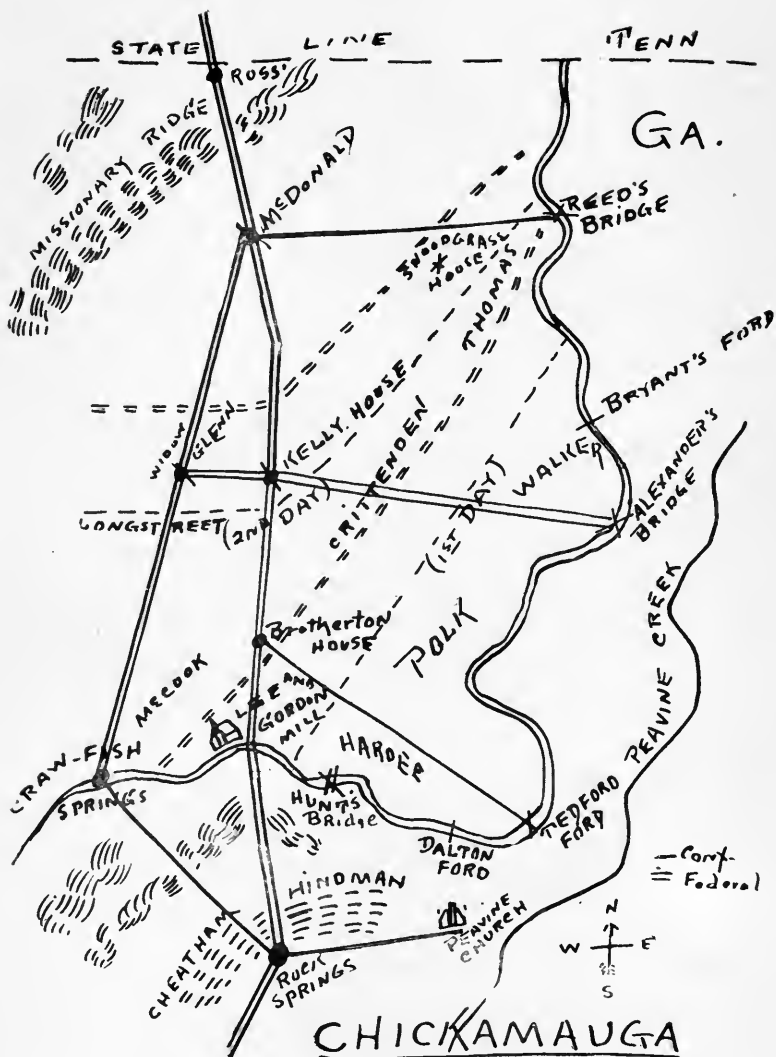 STATE LINE TENN
ROSS'
GA.
MISSIONARY RIDGE
McDONALD
REED'S
BRIDGE
SNODGRASS
HOUSE
THOMAS
BRYANT'S FORD
WIDOW
GLENN
KELLY HOUSE
CRITTENDEN
WALKER
ALEXANDER'S
BRIDGE
LONGSTREET (2ND DAY)
(1ST DAY)
PEAVINE CREEK
POLK
Brotherton
HOUSE
McCOOK
LEE AND
GORDON
MILL
HARDER
CRAW-FISH
SPRINGS
HUNT'S
Bridge
DALTON
FORD
TEDFORD
FORD
Conf-
Federal
HINDMAN
CHEATHAM
PEAVINE
CHURCH
RUCK
SPRINGS
N
W E
S
CHICKAMAUGA